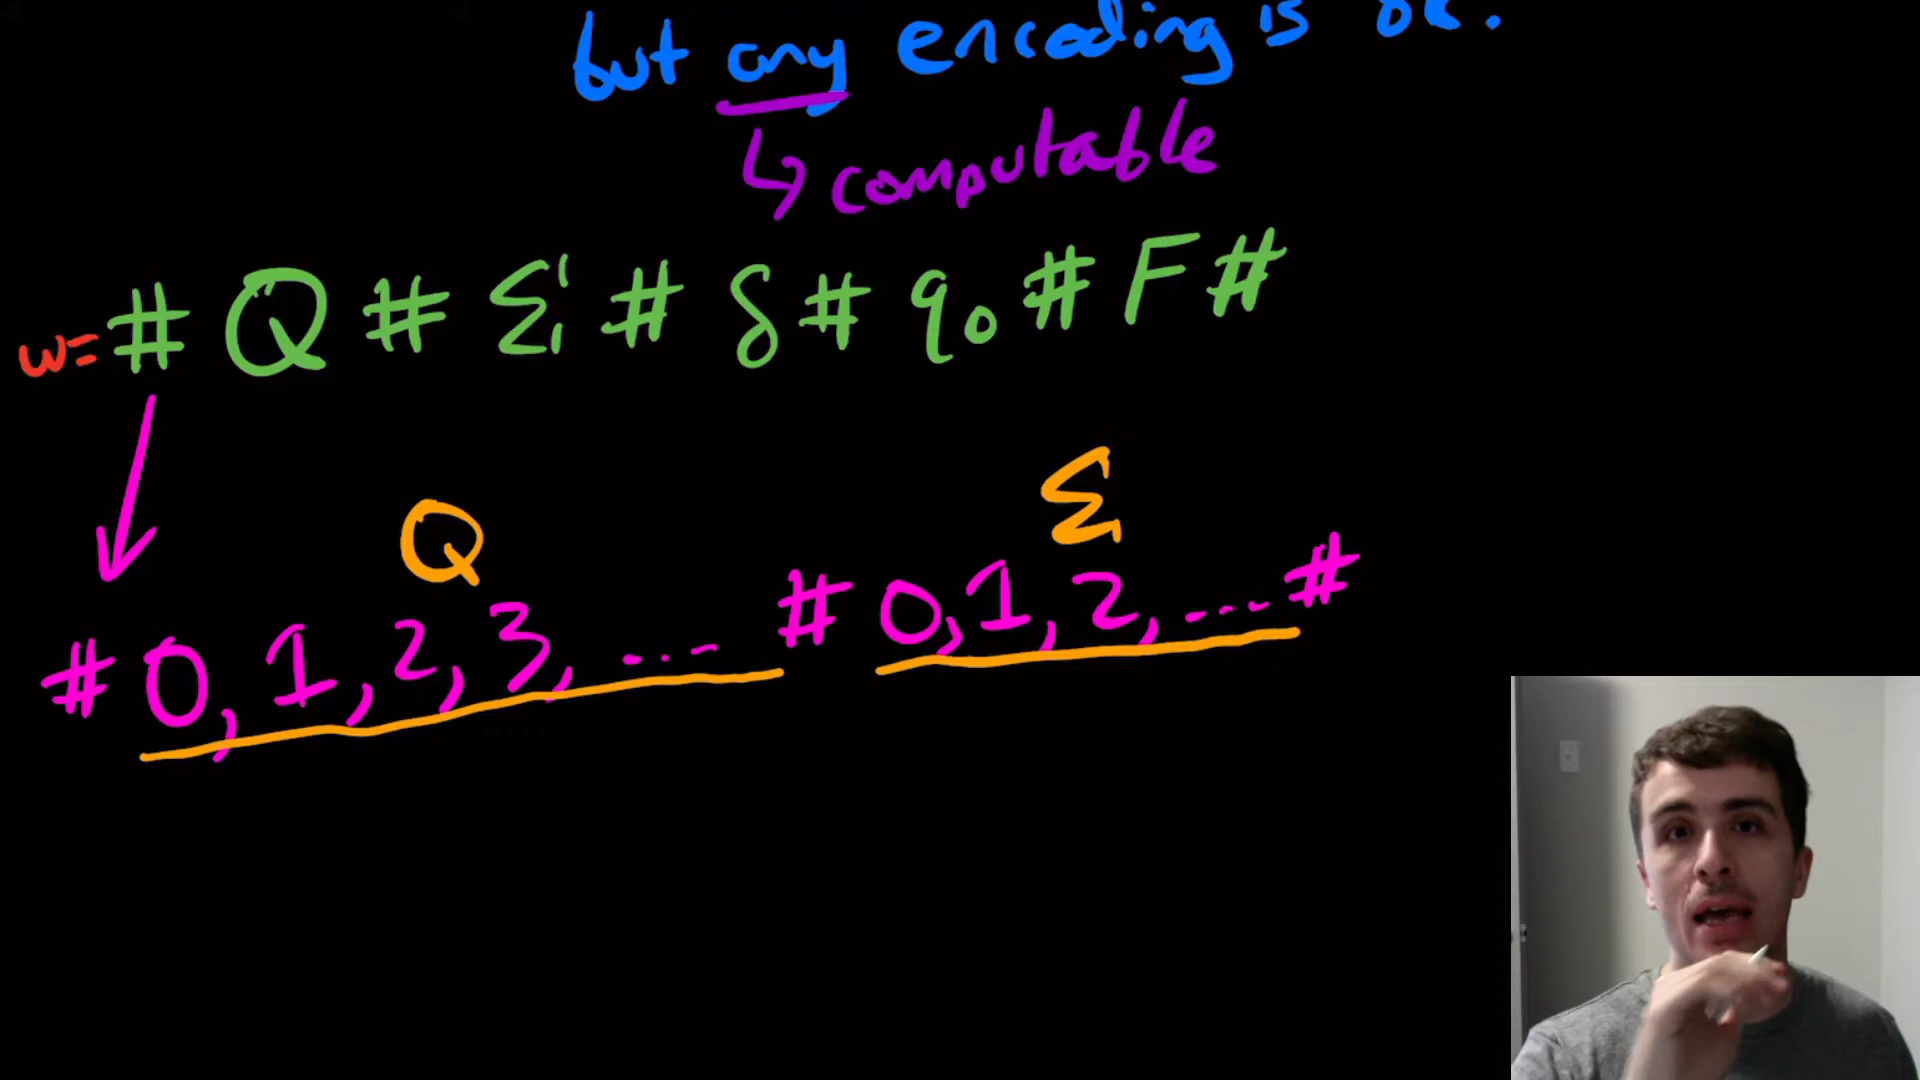 but any encoding is ok.
↳ computable
w= # Q # Σ # δ # q₀ # F #
Q Σ
# 0, 1, 2, 3, ... # 0, 1, 2, ... #